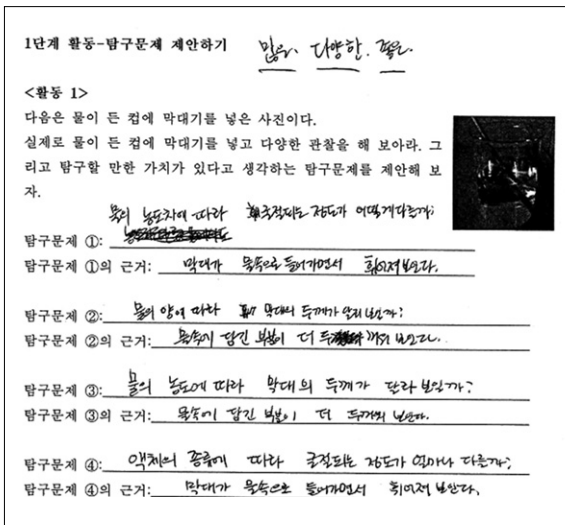 1단계 활동-탐구문제 제안하기 많은. 다양한. 좋은.
<활동 1>
다음은 물이 든 컵에 막대기를 넣은 사진이다.
실제로 물이 든 컵에 막대기를 넣고 다양한 관찰을 해 보아라. 그
리고 탐구할 만한 가치가 있다고 생각하는 탐구문제를 제안해 보
자.
물의 농도차에 따라 굴절되는 정도가 어떻게 다른가?
탐구문제 ①:
탐구문제 ①의 근거: 막대가 물속으로 들어가면서 휘어져 보인다.
탐구문제 ②: 물의 양에 따라 막대의 두께가 달리 보인가?
탐구문제 ②의 근거: 물속에 담긴 부분이 더 두꺼워 보인다.
탐구문제 ③: 물의 농도에 따라 막대의 두께가 달라 보일까?
탐구문제 ③의 근거: 물속에 담긴 부분이 더 두꺼워 보인다.
탐구문제 ④: 액체의 종류에 따라 굴절되는 정도가 얼마나 다른가?
탐구문제 ④의 근거: 막대가 물속으로 들어가면서 휘어져 보인다.